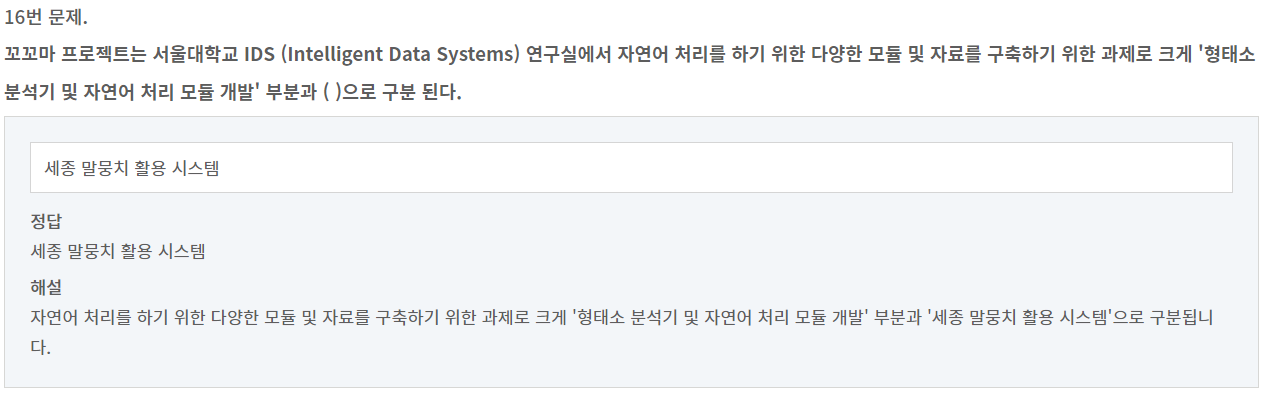 16번 문제.
꼬꼬마 프로젝트는 서울대학교 IDS (Intelligent Data Systems) 연구실에서 자연어 처리를 하기 위한 다양한 모듈 및 자료를 구축하기 위한 과제로 크게 '형태소
분석기 및 자연어 처리 모듈 개발' 부분과 ( )으로 구분 된다.
세종 말뭉치 활용 시스템
정답
세종 말뭉치 활용 시스템
해설
자연어 처리를 하기 위한 다양한 모듈 및 자료를 구축하기 위한 과제로 크게 '형태소 분석기 및 자연어 처리 모듈 개발' 부분과 '세종 말뭉치 활용 시스템'으로 구분됩니
다.